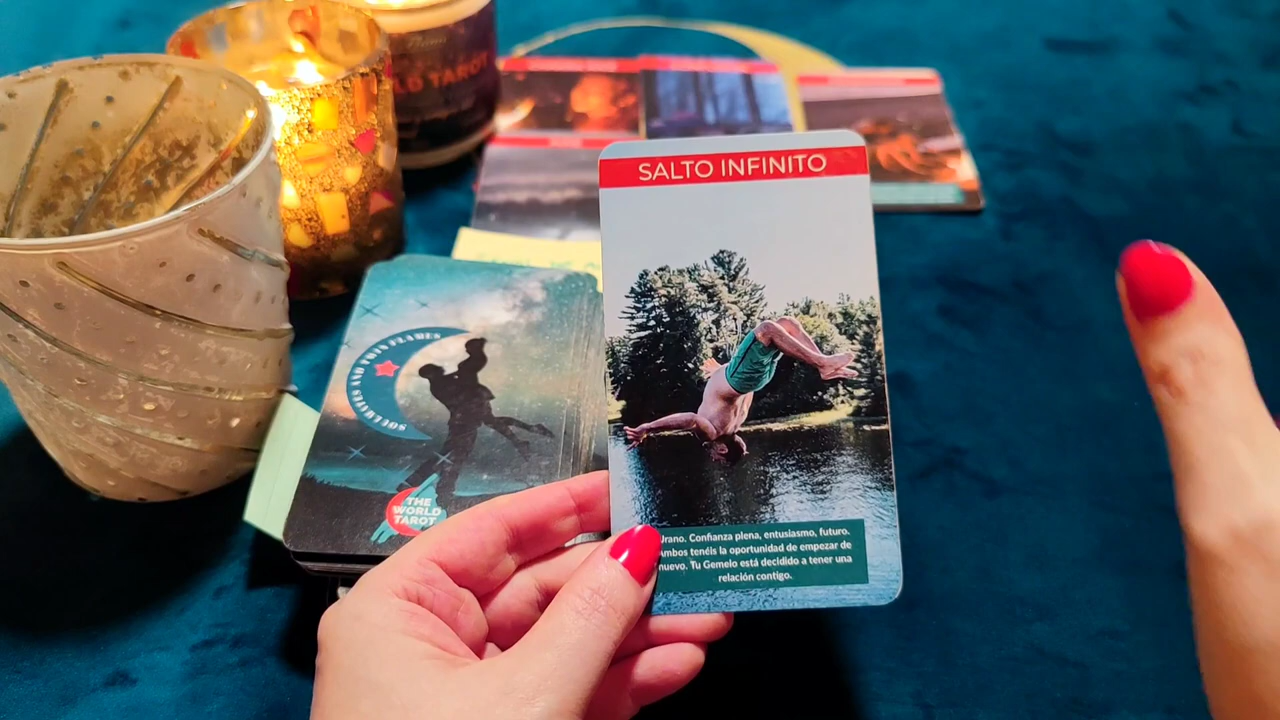 LD TAROT
SALTO INFINITO
SOULMATES AND TWIN FLAMES
THE
WORLD
TAROT
Urano. Confianza plena, entusiasmo, futuro.
Ambos tenéis la oportunidad de empezar de
nuevo. Tu Gemelo está decidido a tener una
relación contigo.